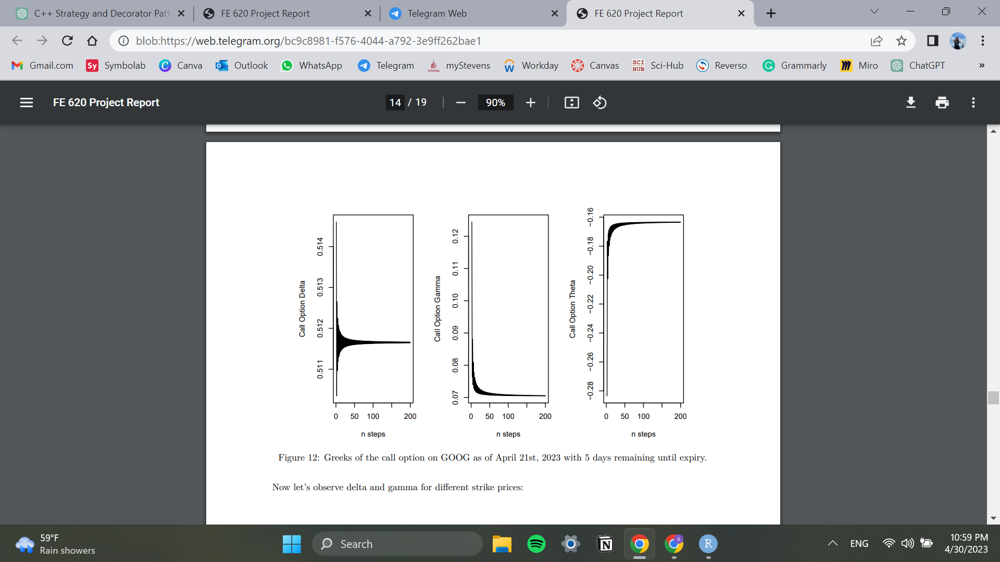 C++ Strategy and Decorator Patt
FE 620 Project Report
Telegram Web
FE 620 Project Report
blob:https://web.telegram.org/bc9c8981-f576-4044-a792-3e9ff262bae1
Gmail.com
Sy Symbolab
Canva
Outlook
WhatsApp
Telegram
STEVENS myStevens
Workday
Canvas
SCI HUB Sci-Hub
Reverso
Grammarly
Miro
ChatGPT
»
FE 620 Project Report
14 / 19
90%
Call Option Delta
0.511 0.512 0.513 0.514
0 50 100 200
n steps
Call Option Gamma
0.07 0.08 0.09 0.10 0.11 0.12
0 50 100 200
n steps
Call Option Theta
−0.28 −0.26 −0.24 −0.22 −0.20 −0.18 −0.16
0 50 100 200
n steps
Figure 12: Greeks of the call option on GOOG as of April 21st, 2023 with 5 days remaining until expiry.
Now let's observe delta and gamma for different strike prices:
59°F
Rain showers
Search
A
R
ENG
10:59 PM
4/30/2023